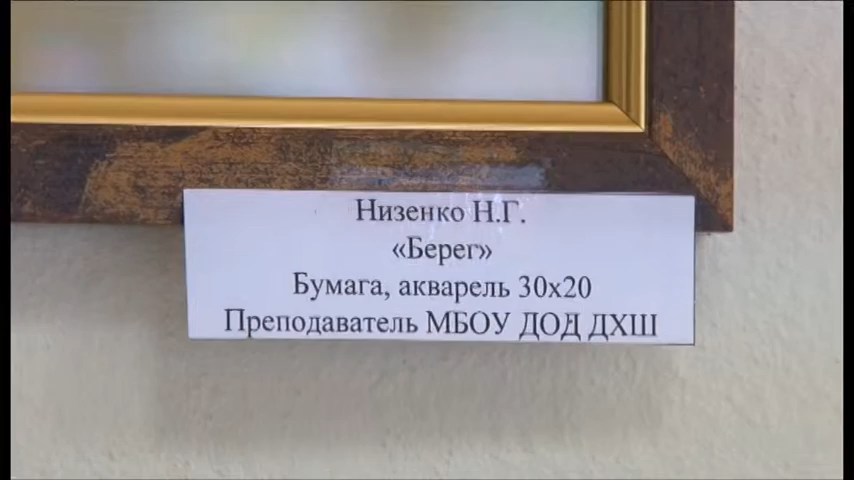 Низенко Н.Г.
«Берег»
Бумага, акварель 30х20
Преподаватель МБОУ ДОД ДХШ